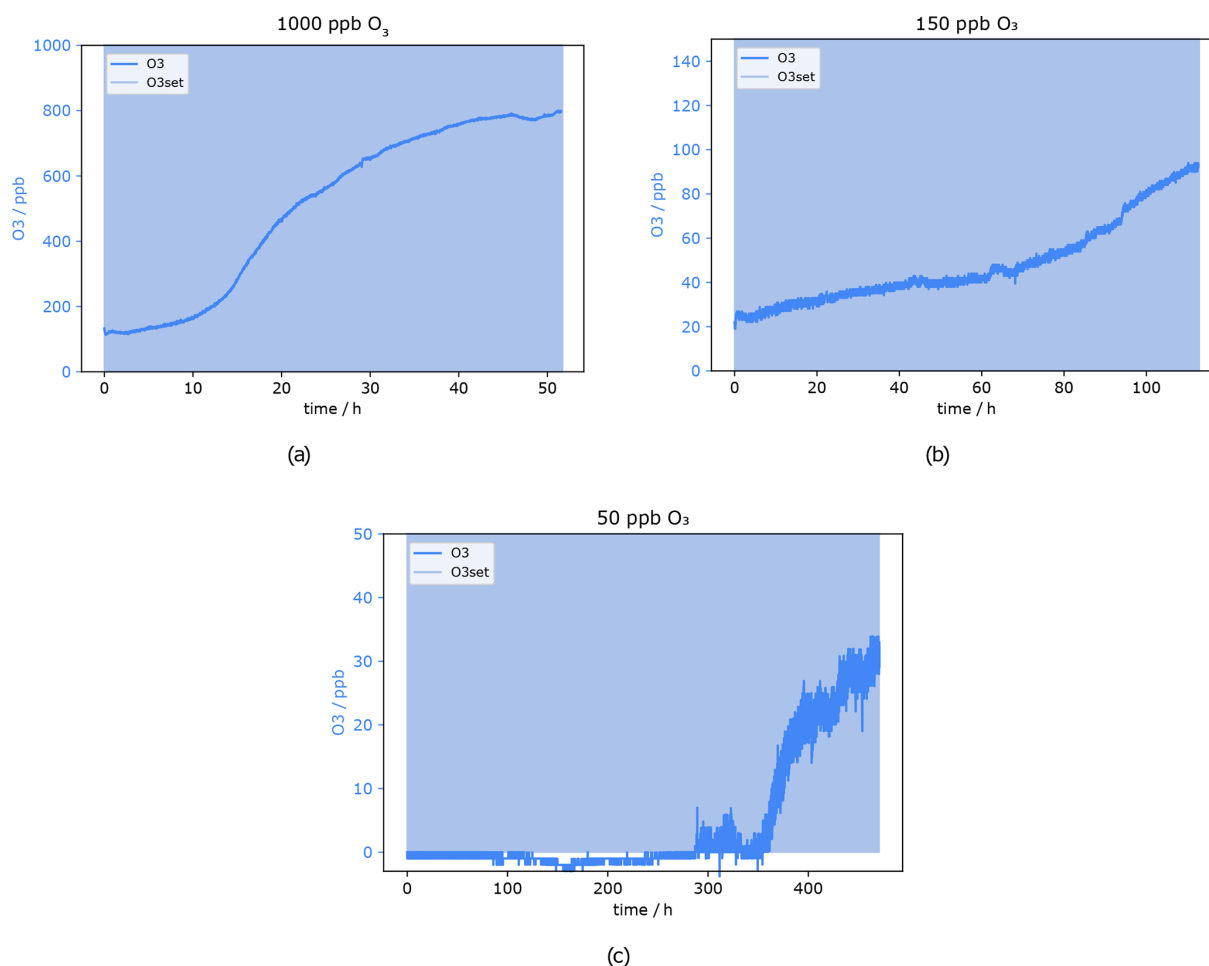 1000 ppb O₃
1000
800
600
400
200
0
O3 / ppb
O3
O3set
0 10 20 30 40 50
time / h
(a)
150 ppb O₃
140
120
100
80
60
40
20
0
O3 / ppb
O3
O3set
0 20 40 60 80 100
time / h
(b)
50 ppb O₃
50
40
30
20
10
0
O3 / ppb
O3
O3set
0 100 200 300 400
time / h
(c)